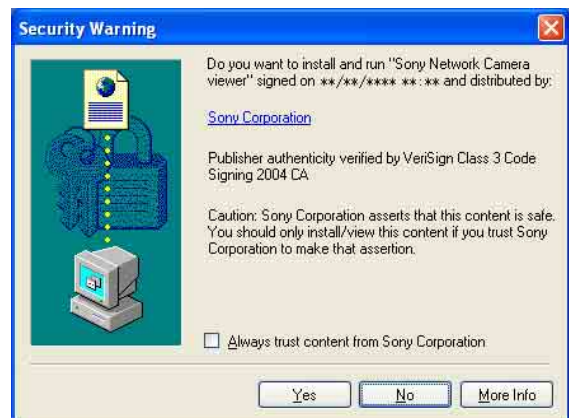 Security Warning
Do you want to install and run "Sony Network Camera
viewer" signed on **/**/**** **:** and distributed by:
Sony Corporation
Publisher authenticity verified by VeriSign Class 3 Code
Signing 2004 CA
Caution: Sony Corporation asserts that this content is safe.
You should only install/view this content if you trust Sony
Corporation to make that assertion.
Always trust content from Sony Corporation
Yes No More Info